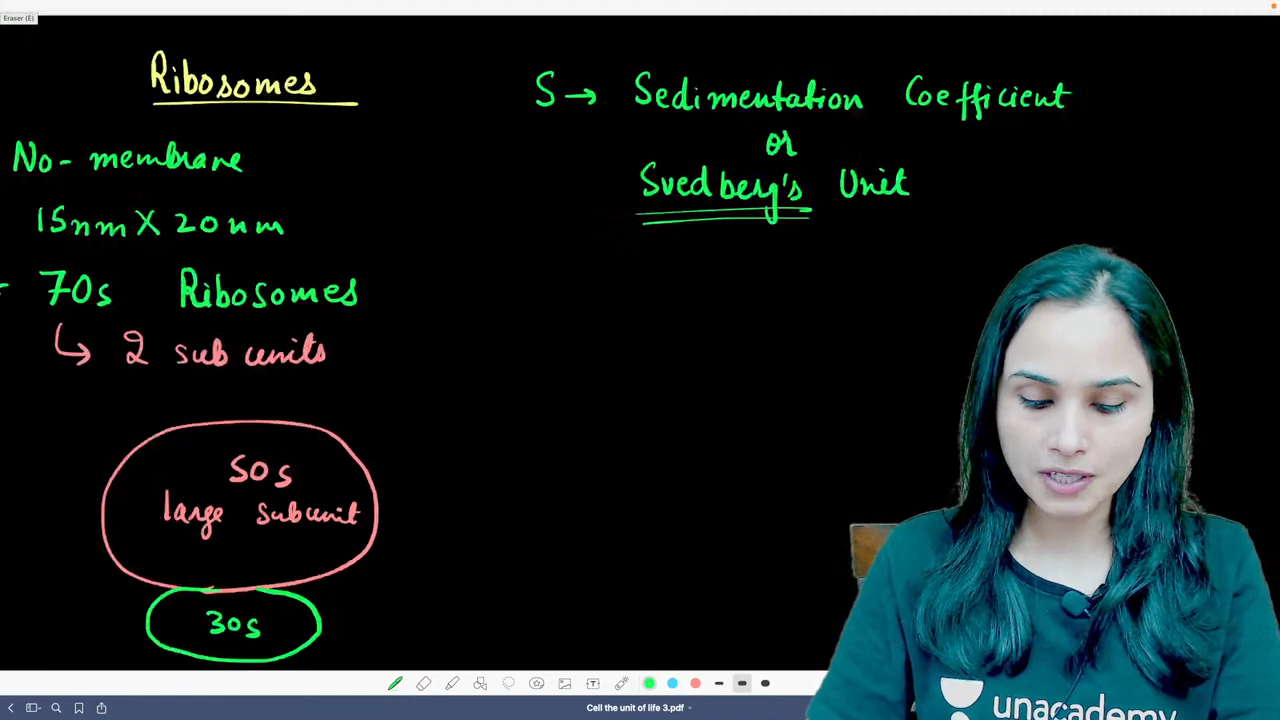 Eraser (E)
Ribosomes
No- membrane
15nm X 20nm
70s Ribosomes
↳ 2 sub units
50s
large subunit
30s
S → Sedimentation Coefficient
or
Svedberg's Unit
unacademy
Cell the unit of life 3.pdf